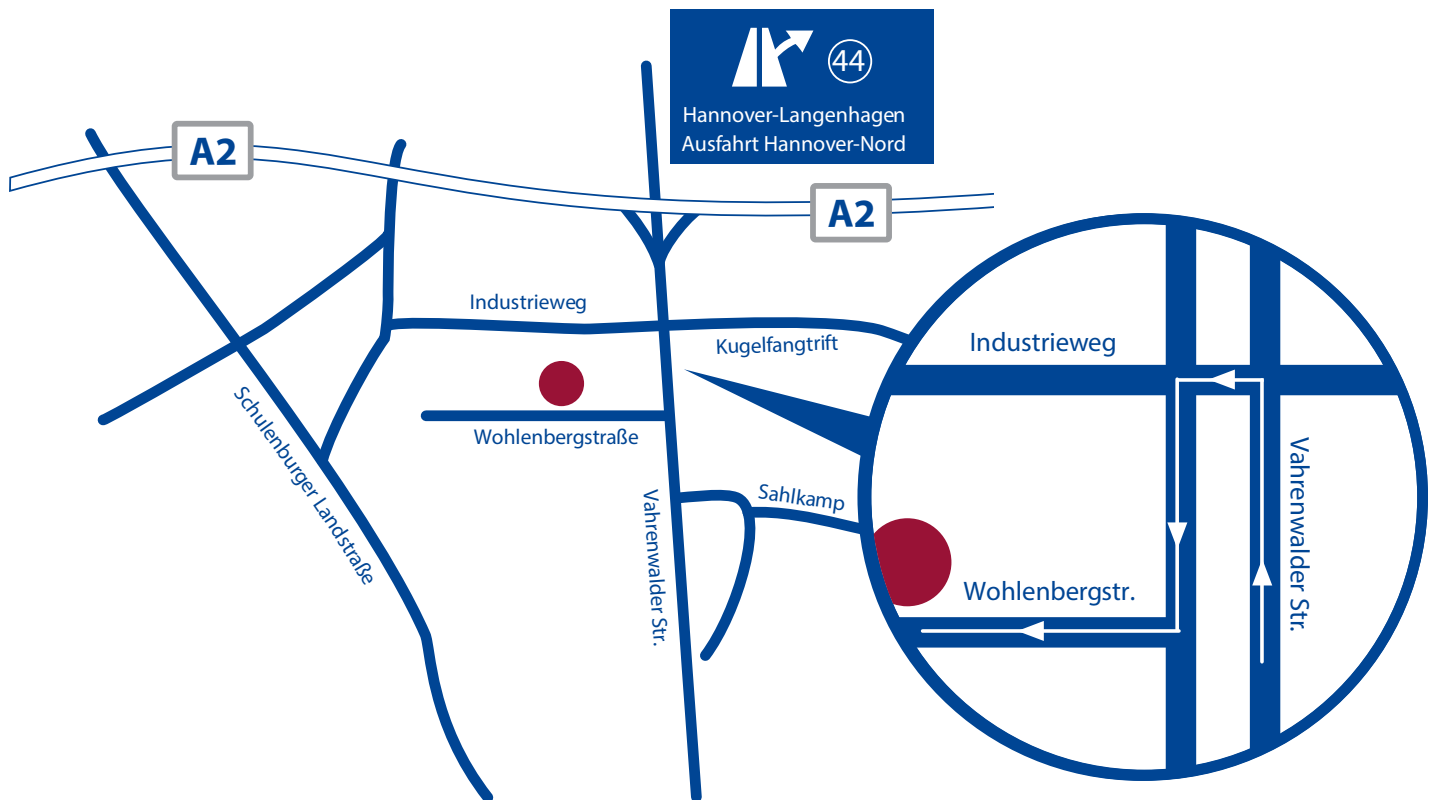 44
Hannover-Langenhagen
Ausfahrt Hannover-Nord
A2
A2
Industrieweg
Kugelfangtrift
Industrieweg
Schulenburger Landstraße
Wohlenbergstraße
Vahrenwalder Str.
Sahlkamp
Vahrenwalder Str.
Wohlenbergstr.